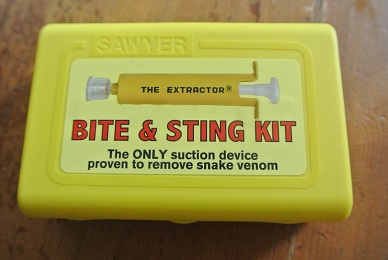 SAWYER
THE EXTRACTOR®
BITE & STING KIT
The ONLY suction device
proven to remove snake venom